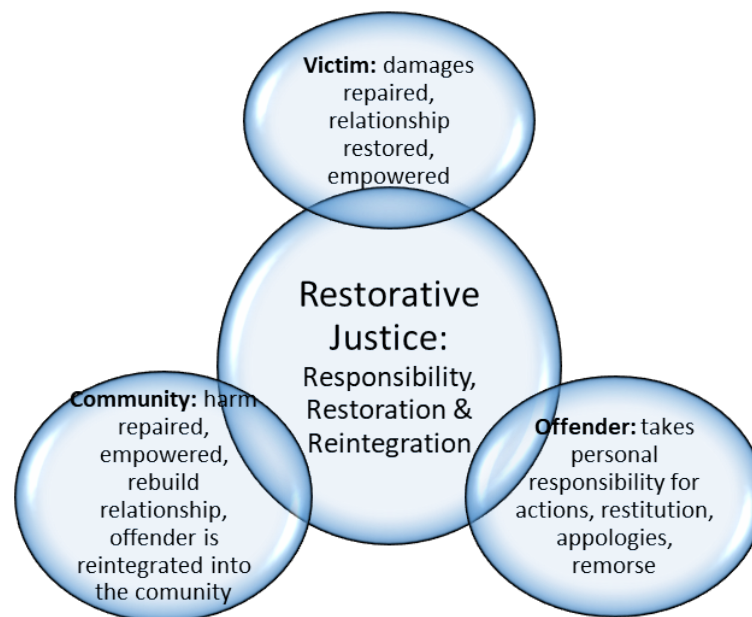 Victim: damages
repaired,
relationship
restored,
empowered
Restorative
Justice:
Responsibility,
Restoration &
Reintegration
Community: harm
repaired,
empowered,
rebuild
relationship,
offender is
reintegrated into
the comunity
Offender: takes
personal
responsibility for
actions, restitution,
appologies,
remorse